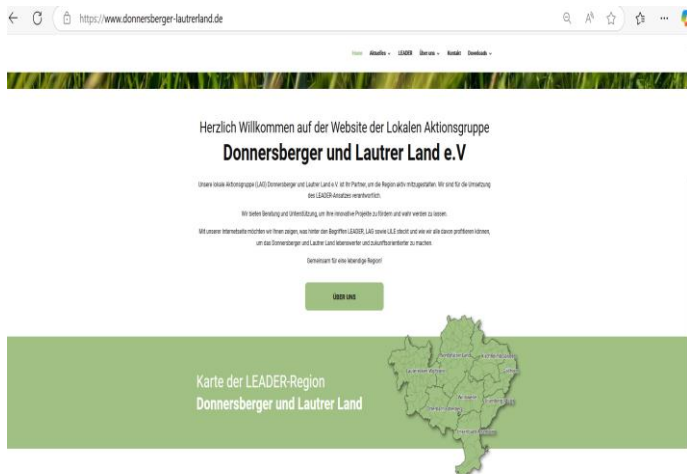 https://www.donnersberger-lautrerland.de
Home Aktuelles LEADER Über uns Kontakt Downloads
Herzlich Willkommen auf der Website der Lokalen Aktionsgruppe
Donnersberger und Lautrer Land e.V
Unsere lokale Aktionsgruppe (LAG) Donnersberger und Lautrer Land e.V. ist Ihr Partner, um die Region aktiv mitzugestalten. Wir sind für die Umsetzung
des LEADER-Ansatzes verantwortlich.
Wir bieten Beratung und Unterstützung, um Ihre innovative Projekte zu fördern und wahr werden zu lassen.
Mit unserer Internetseite möchten wir Ihnen zeigen, was hinter den Begriffen LEADER, LAG sowie LILE steckt und wie wir alle davon profitieren können,
um das Donnersberger und Lautrer Land lebenswerter und zukunftsorientierter zu machen.
Gemeinsam für eine lebendige Region!
ÜBER UNS
Karte der LEADER-Region
Donnersberger und Lautrer Land